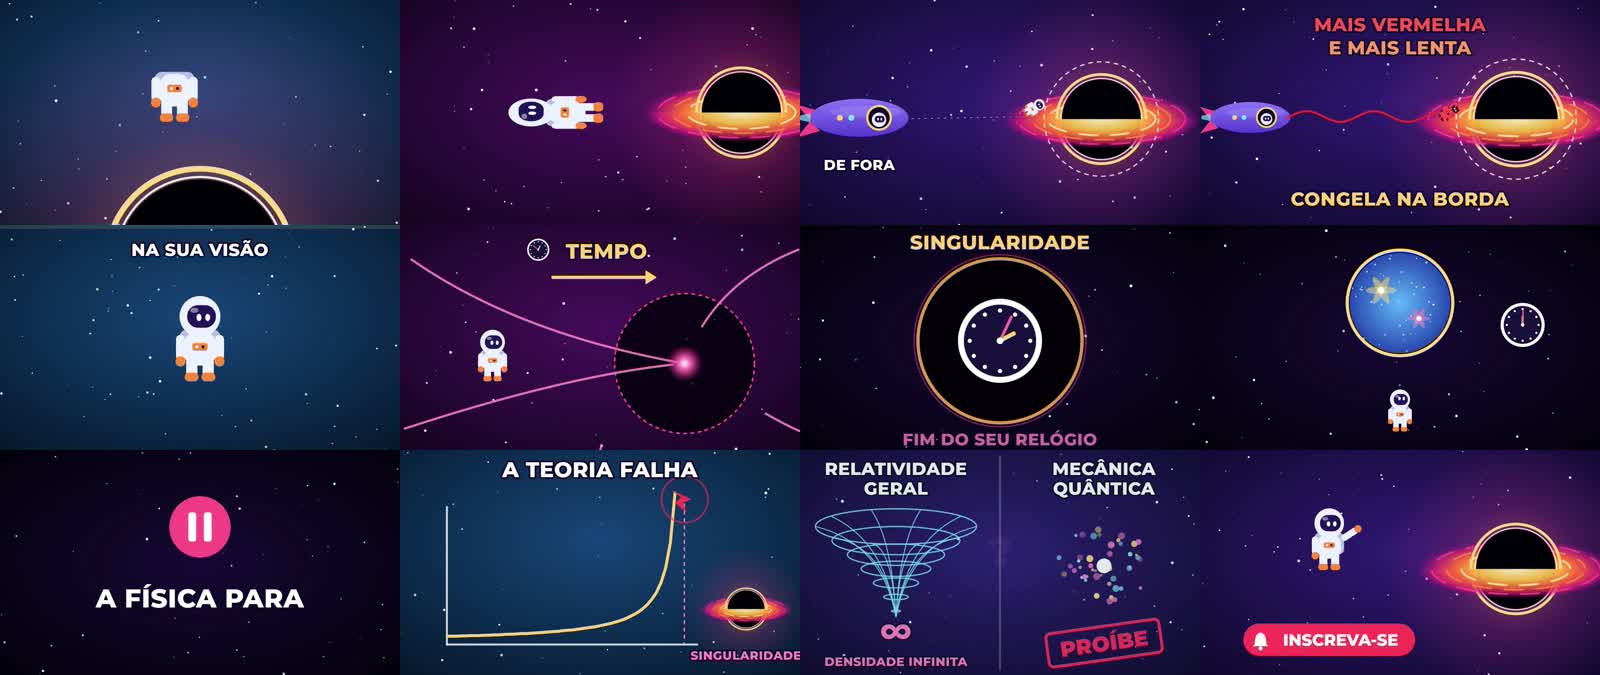 DE FORA
MAIS VERMELHA
E MAIS LENTA
CONGELA NA BORDA
NA SUA VISÃO
TEMPO
SINGULARIDADE
FIM DO SEU RELÓGIO
A FÍSICA PARA
A TEORIA FALHA
SINGULARIDADE
RELATIVIDADE
GERAL
DENSIDADE INFINITA
MECÂNICA
QUÂNTICA
PROÍBE
INSCREVA-SE